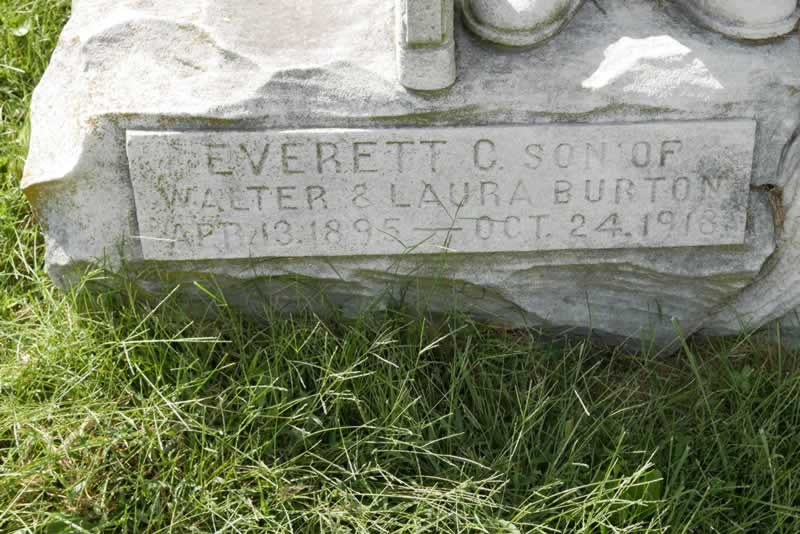 EVERETT C. SON OF
WALTER & LAURA BURTON
APR. 13. 1895 — OCT. 24. 1918.